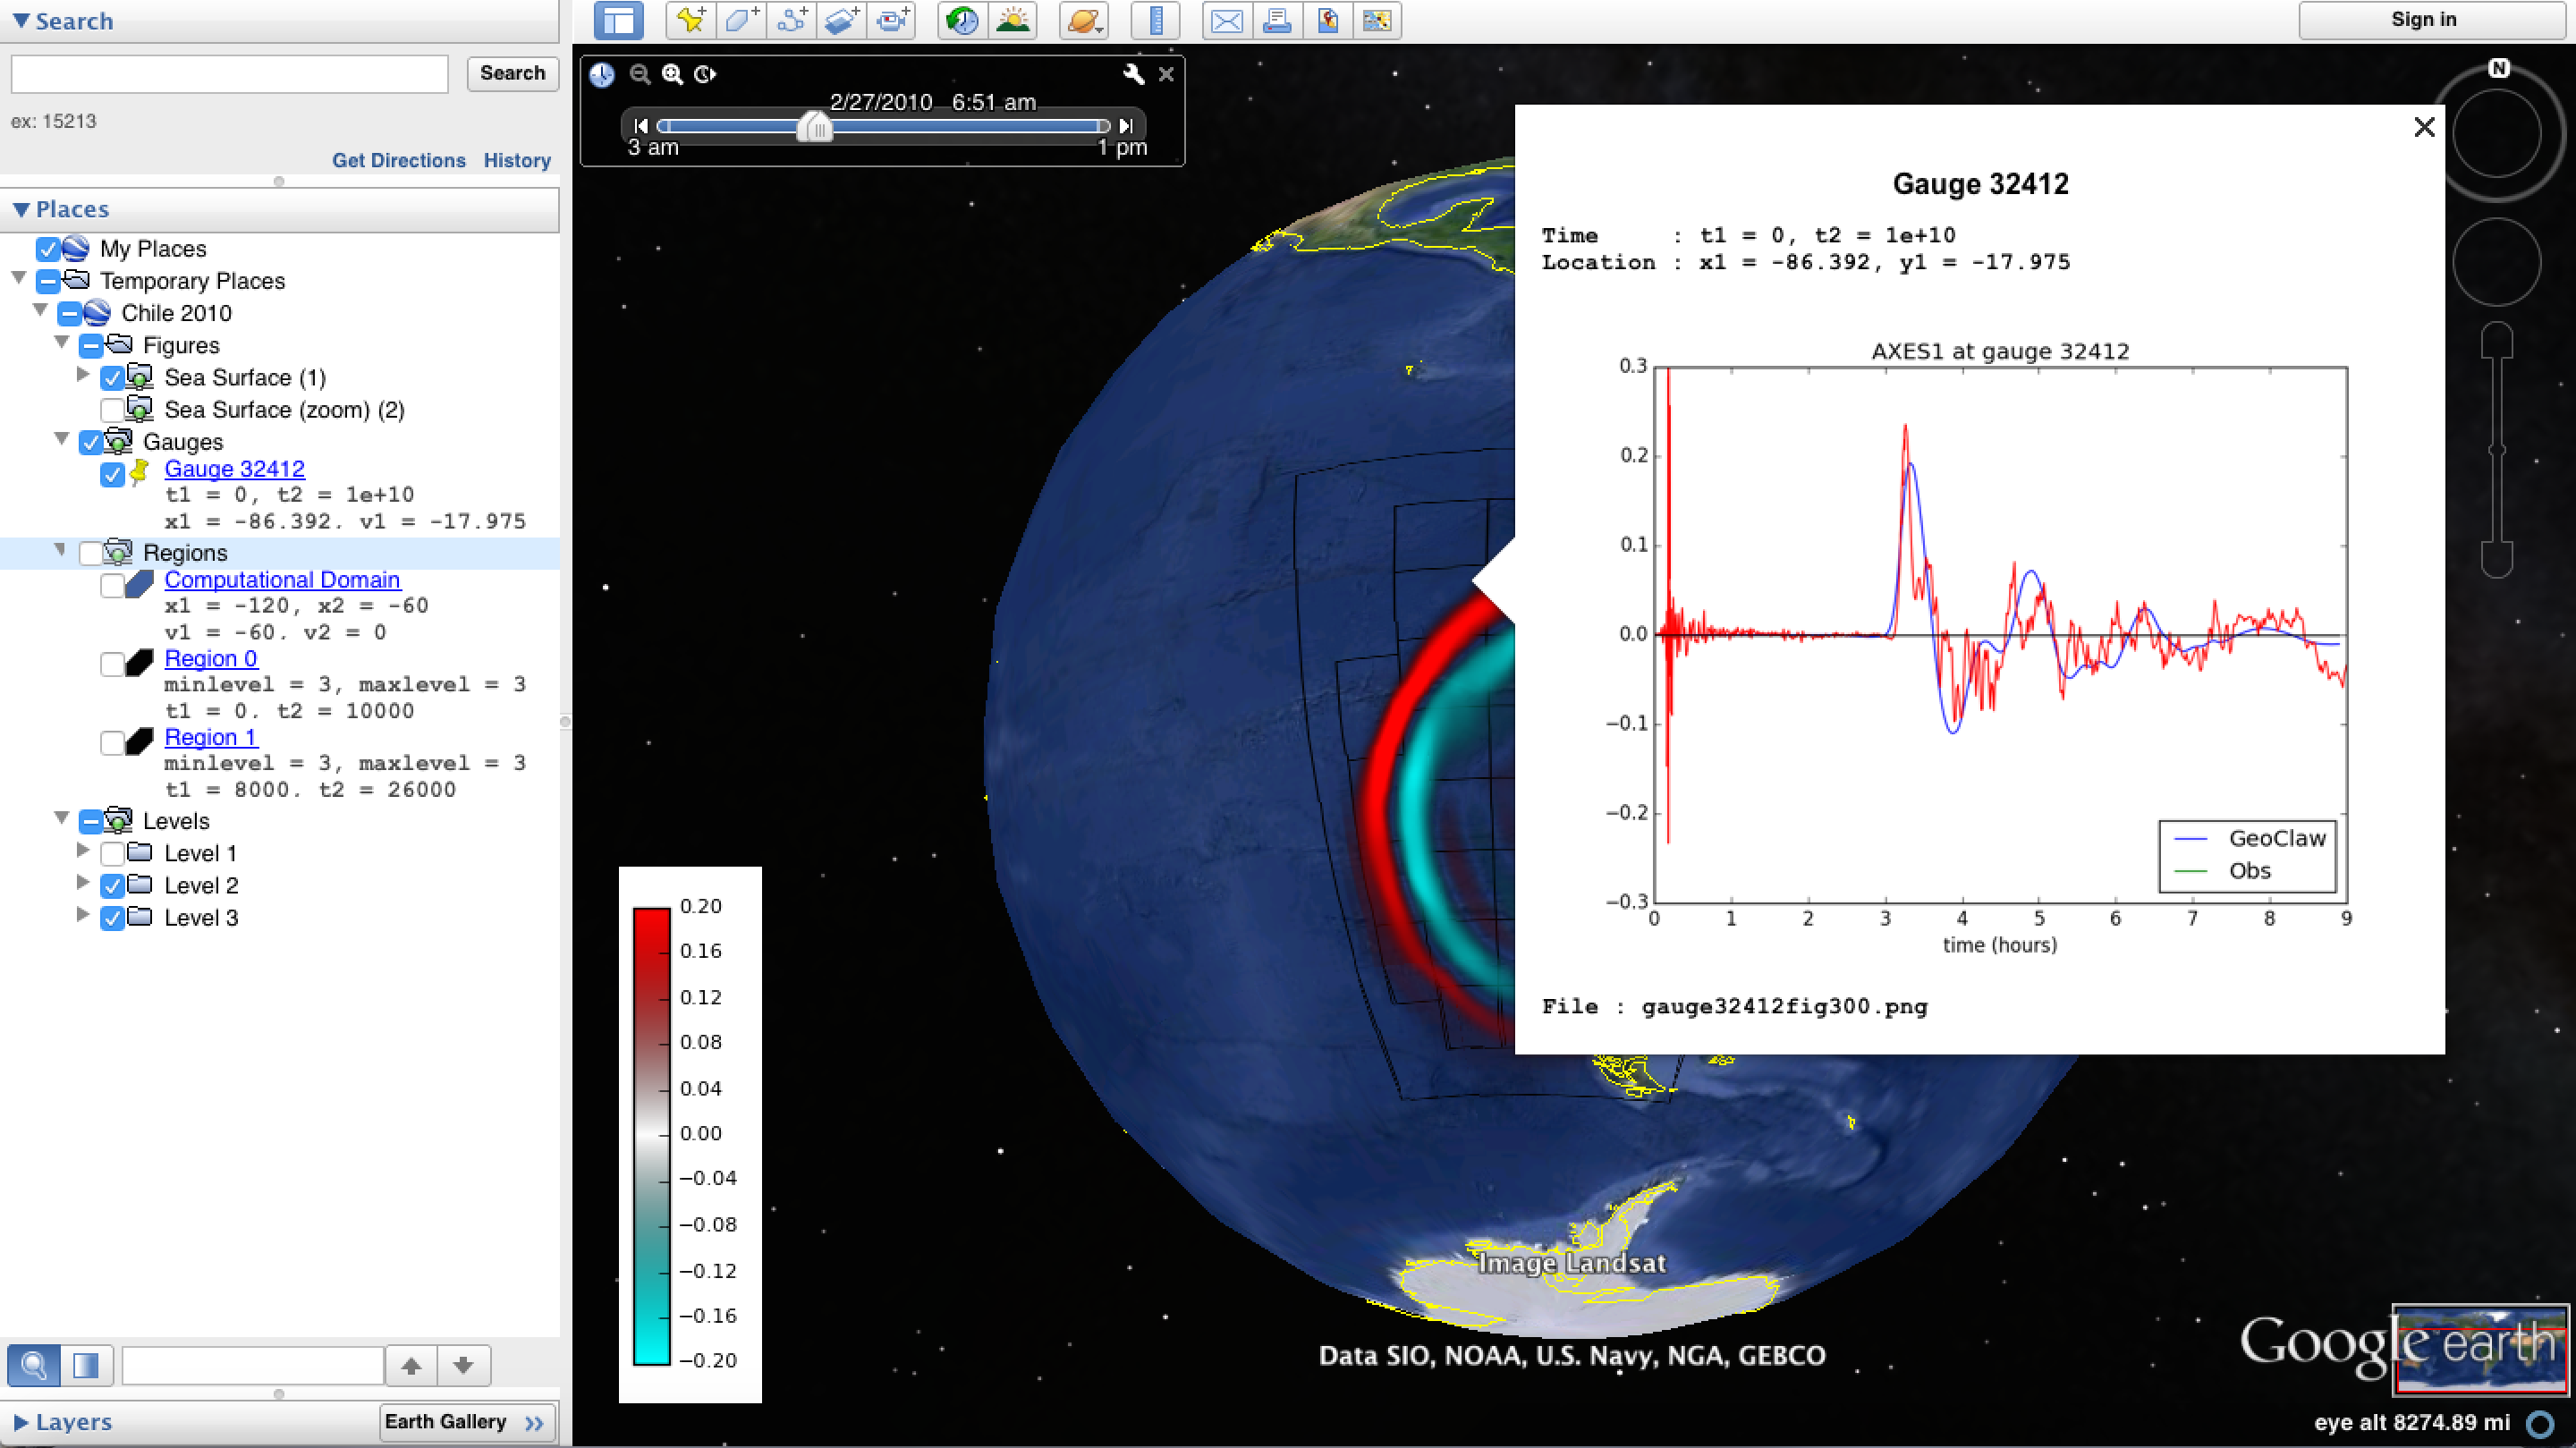 Search
Search
ex: 15213
Get Directions History
Places
My Places
Temporary Places
Chile 2010
Figures
Sea Surface (1)
Sea Surface (zoom) (2)
Gauges
Gauge 32412
t1 = 0, t2 = 1e+10
x1 = -86.392. v1 = -17.975
Regions
Computational Domain
x1 = -120, x2 = -60
v1 = -60. v2 = 0
Region 0
minlevel = 3, maxlevel = 3
t1 = 0. t2 = 10000
Region 1
minlevel = 3, maxlevel = 3
t1 = 8000. t2 = 26000
Levels
Level 1
Level 2
Level 3
Layers
Earth Gallery
Sign in
2/27/2010 6:51 am
3 am 1 pm
N
Gauge 32412
Time : t1 = 0, t2 = 1e+10
Location : x1 = -86.392, y1 = -17.975
AXES1 at gauge 32412
0.3
0.2
0.1
0.0
−0.1
−0.2
−0.3
0 1 2 3 4 5 6 7 8 9
time (hours)
GeoClaw
Obs
File : gauge32412fig300.png
0.20
0.16
0.12
0.08
0.04
0.00
−0.04
−0.08
−0.12
−0.16
−0.20
Image Landsat
Data SIO, NOAA, U.S. Navy, NGA, GEBCO
Google earth
eye alt 8274.89 mi